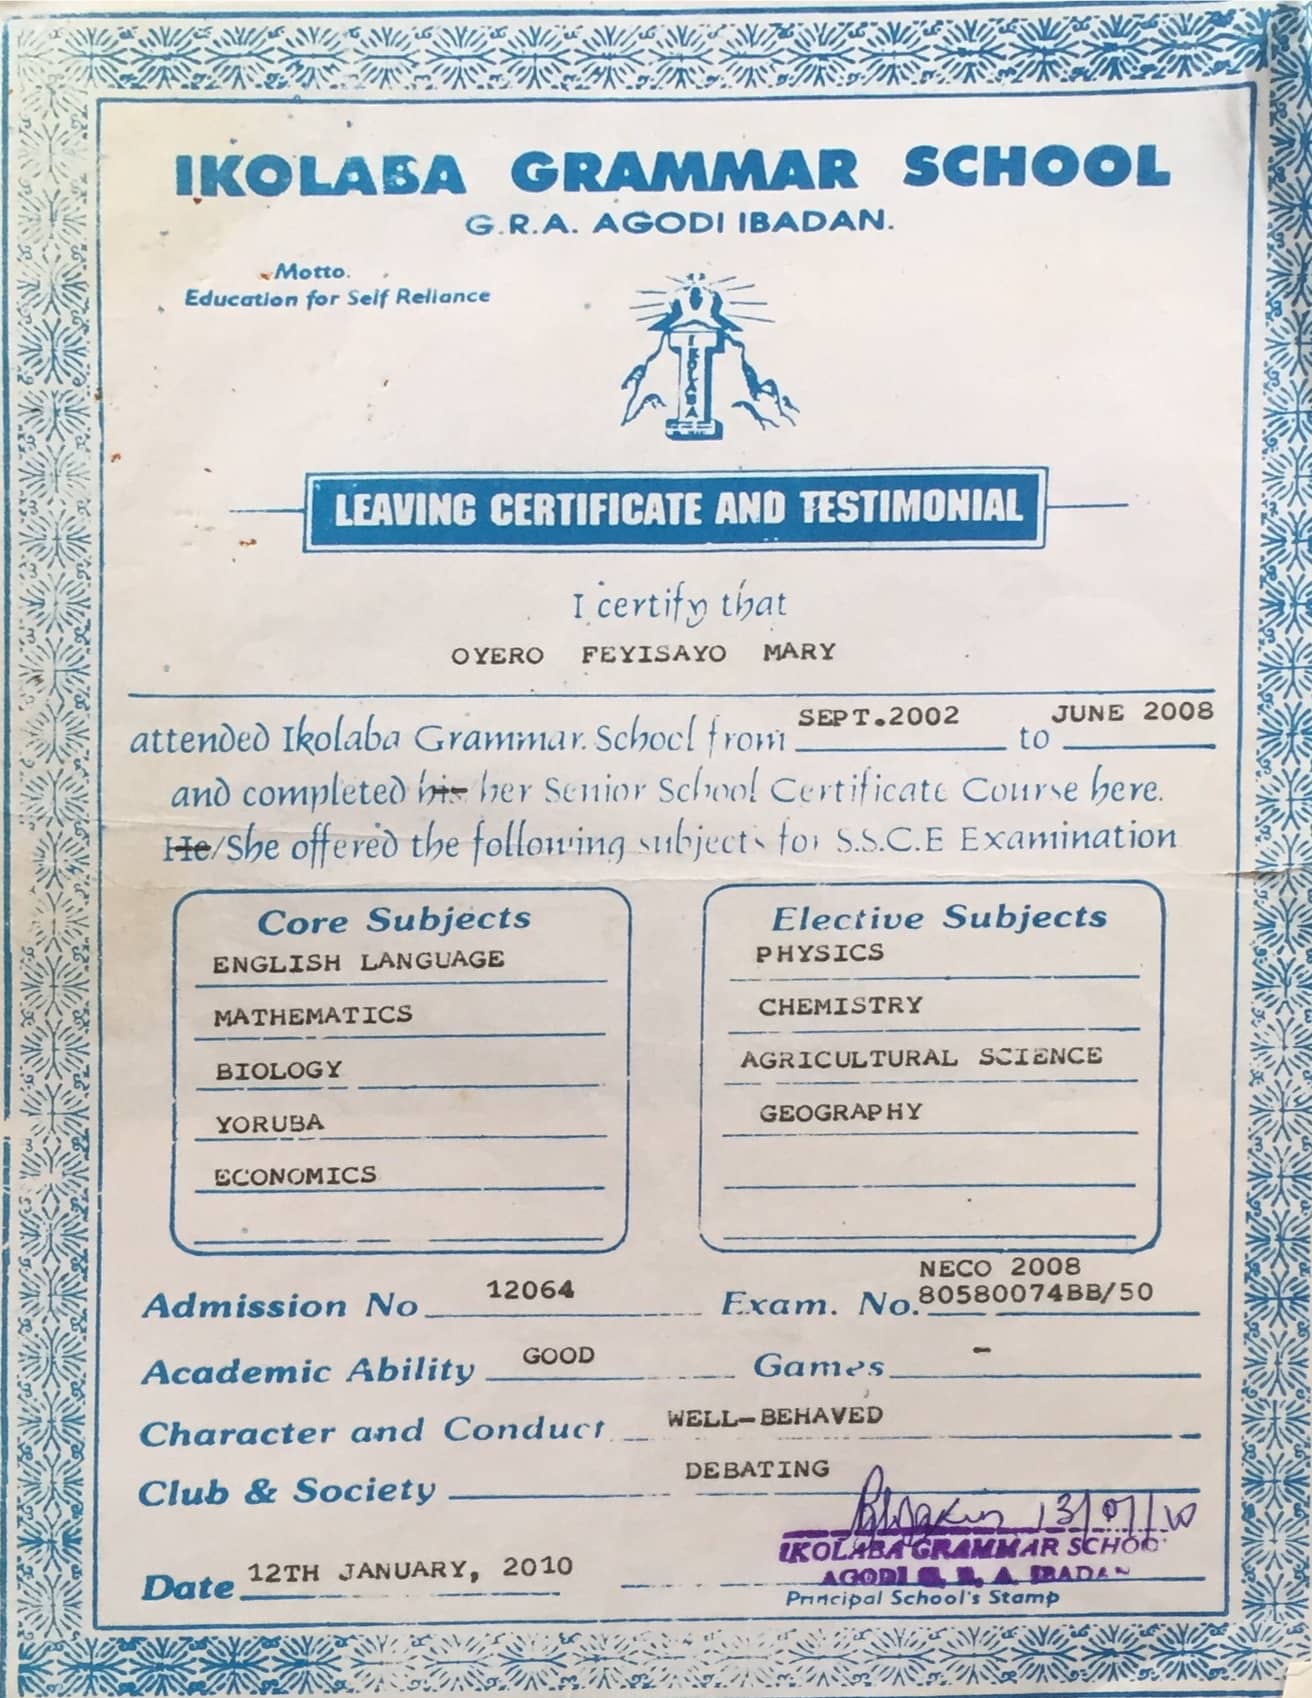 IKOLABA GRAMMAR SCHOOL
G.R.A. AGODI IBADAN.
Motto.
Education for Self Reliance
IKOLABA
LEAVING CERTIFICATE AND TESTIMONIAL
I certify that
OYERO FEYISAYO MARY
attended Ikolaba Grammar School from SEPT.2002 to JUNE 2008
and completed his her Senior School Certificate Course here.
He/She offered the following subjects for S.S.C.E Examination
Core Subjects
ENGLISH LANGUAGE
MATHEMATICS
BIOLOGY
YORUBA
ECONOMICS
Elective Subjects
PHYSICS
CHEMISTRY
AGRICULTURAL SCIENCE
GEOGRAPHY
NECO 2008
Admission No 12064 Exam. No. 80580074BB/50
Academic Ability GOOD Games -
Character and Conduct WELL-BEHAVED
Club & Society DEBATING
13/01/10
IKOLABA GRAMMAR SCHOO
AGODI G. R. A. IBADAN
Date 12TH JANUARY, 2010
Principal School's Stamp